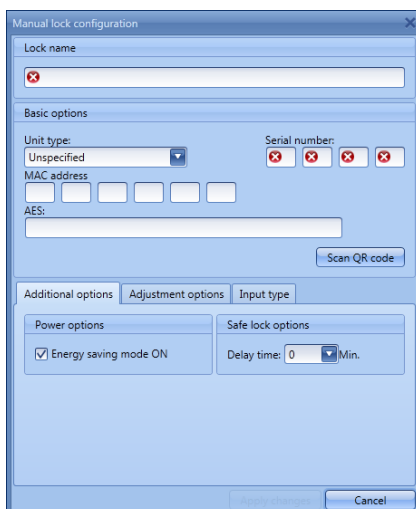 Manual lock configuration
Lock name
Basic options
Unit type:
Serial number:
Unspecified
MAC address
AES:
Scan QR code
Additional options
Adjustment options
Input type
Power options
Safe lock options
Energy saving mode ON
Delay time: 0 Min.
Apply changes
Cancel